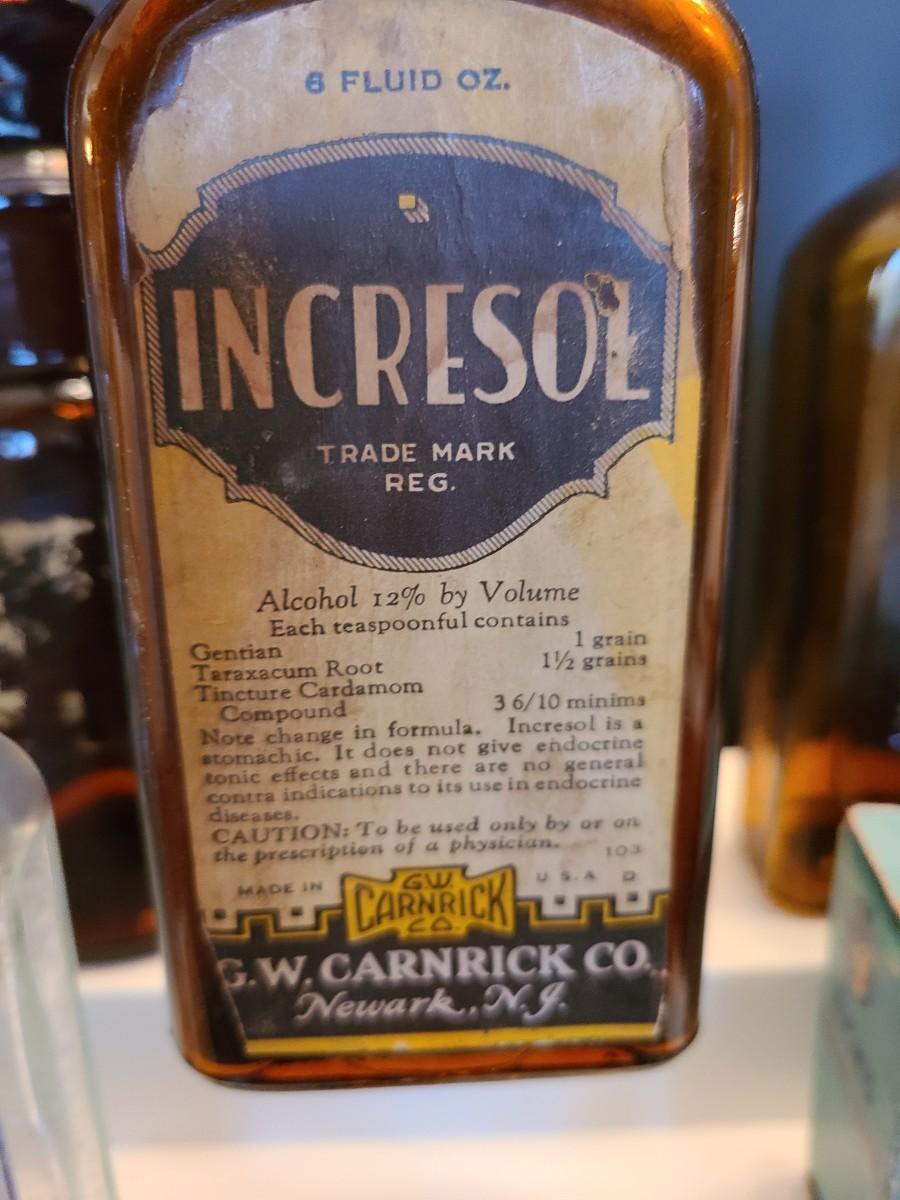 6 FLUID OZ.
INCRESOL
TRADE MARK
REG.
Alcohol 12% by Volume
Each teaspoonful contains
Gentian 1 grain
Taraxacum Root 1½ grains
Tincture Cardamom
Compound 3 6/10 minims
Note change in formula. Incresol is a
stomachic. It does not give endocrine
tonic effects and there are no general
contra indications to its use in endocrine
diseases.
CAUTION: To be used only by or on
the prescription of a physician. 103
MADE IN U.S.A D
G.W.
CARNRICK
CO.
G.W. CARNRICK CO.
Newark, N.J.